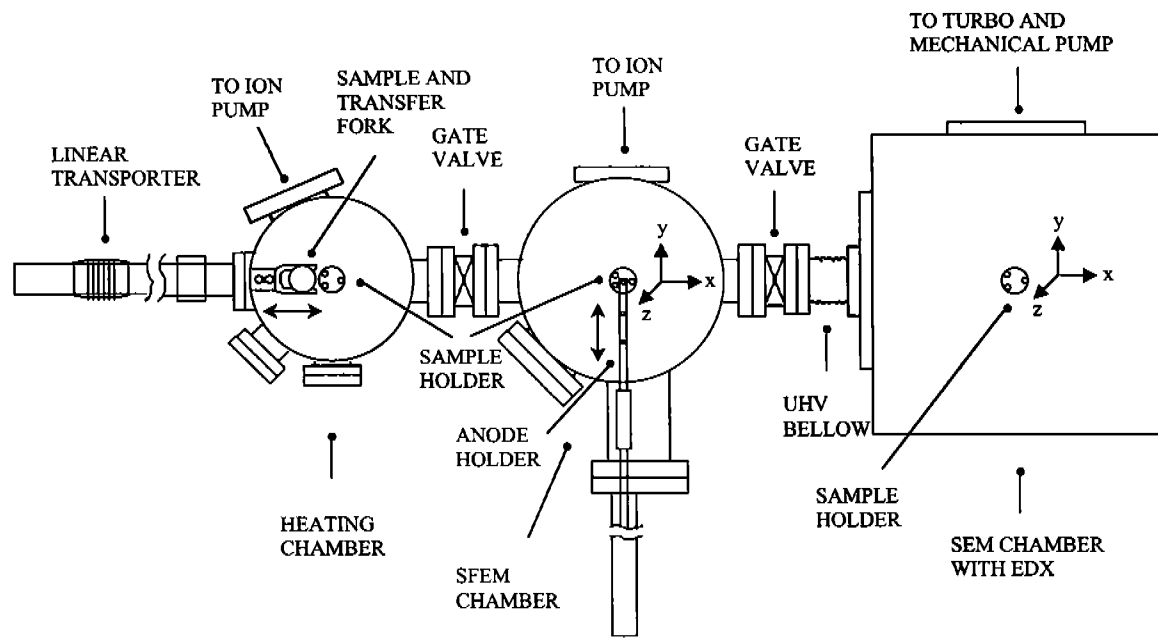 TO TURBO AND
MECHANICAL PUMP
TO ION
PUMP
SAMPLE AND
TRANSFER
FORK
TO ION
PUMP
GATE
VALVE
GATE
VALVE
LINEAR
TRANSPORTER
y
x
z
y
x
z
SAMPLE
HOLDER
ANODE
HOLDER
UHV
BELLOW
SAMPLE
HOLDER
HEATING
CHAMBER
SFEM
CHAMBER
SEM CHAMBER
WITH EDX